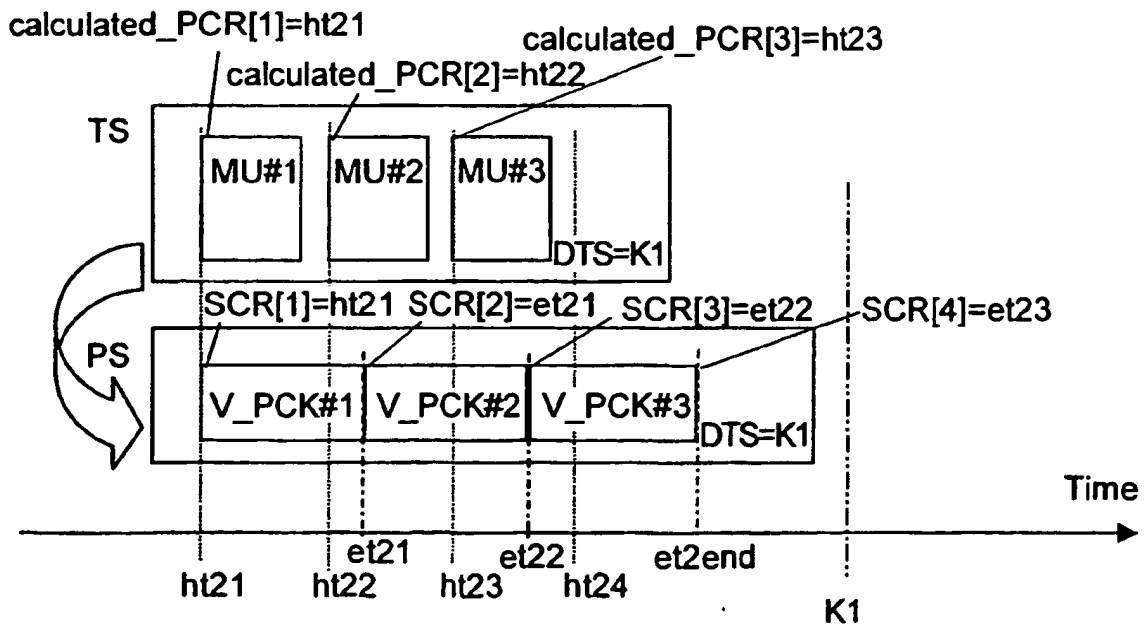 calculated_PCR[1]=ht21
calculated_PCR[3]=ht23
calculated_PCR[2]=ht22
TS
MU#1 MU#2 MU#3
DTS=K1
SCR[1]=ht21 SCR[2]=et21 SCR[3]=et22 SCR[4]=et23
PS
V_PCK#1 V_PCK#2 V_PCK#3
DTS=K1
Time
et21 et22 et2end
ht21 ht22 ht23 ht24
K1